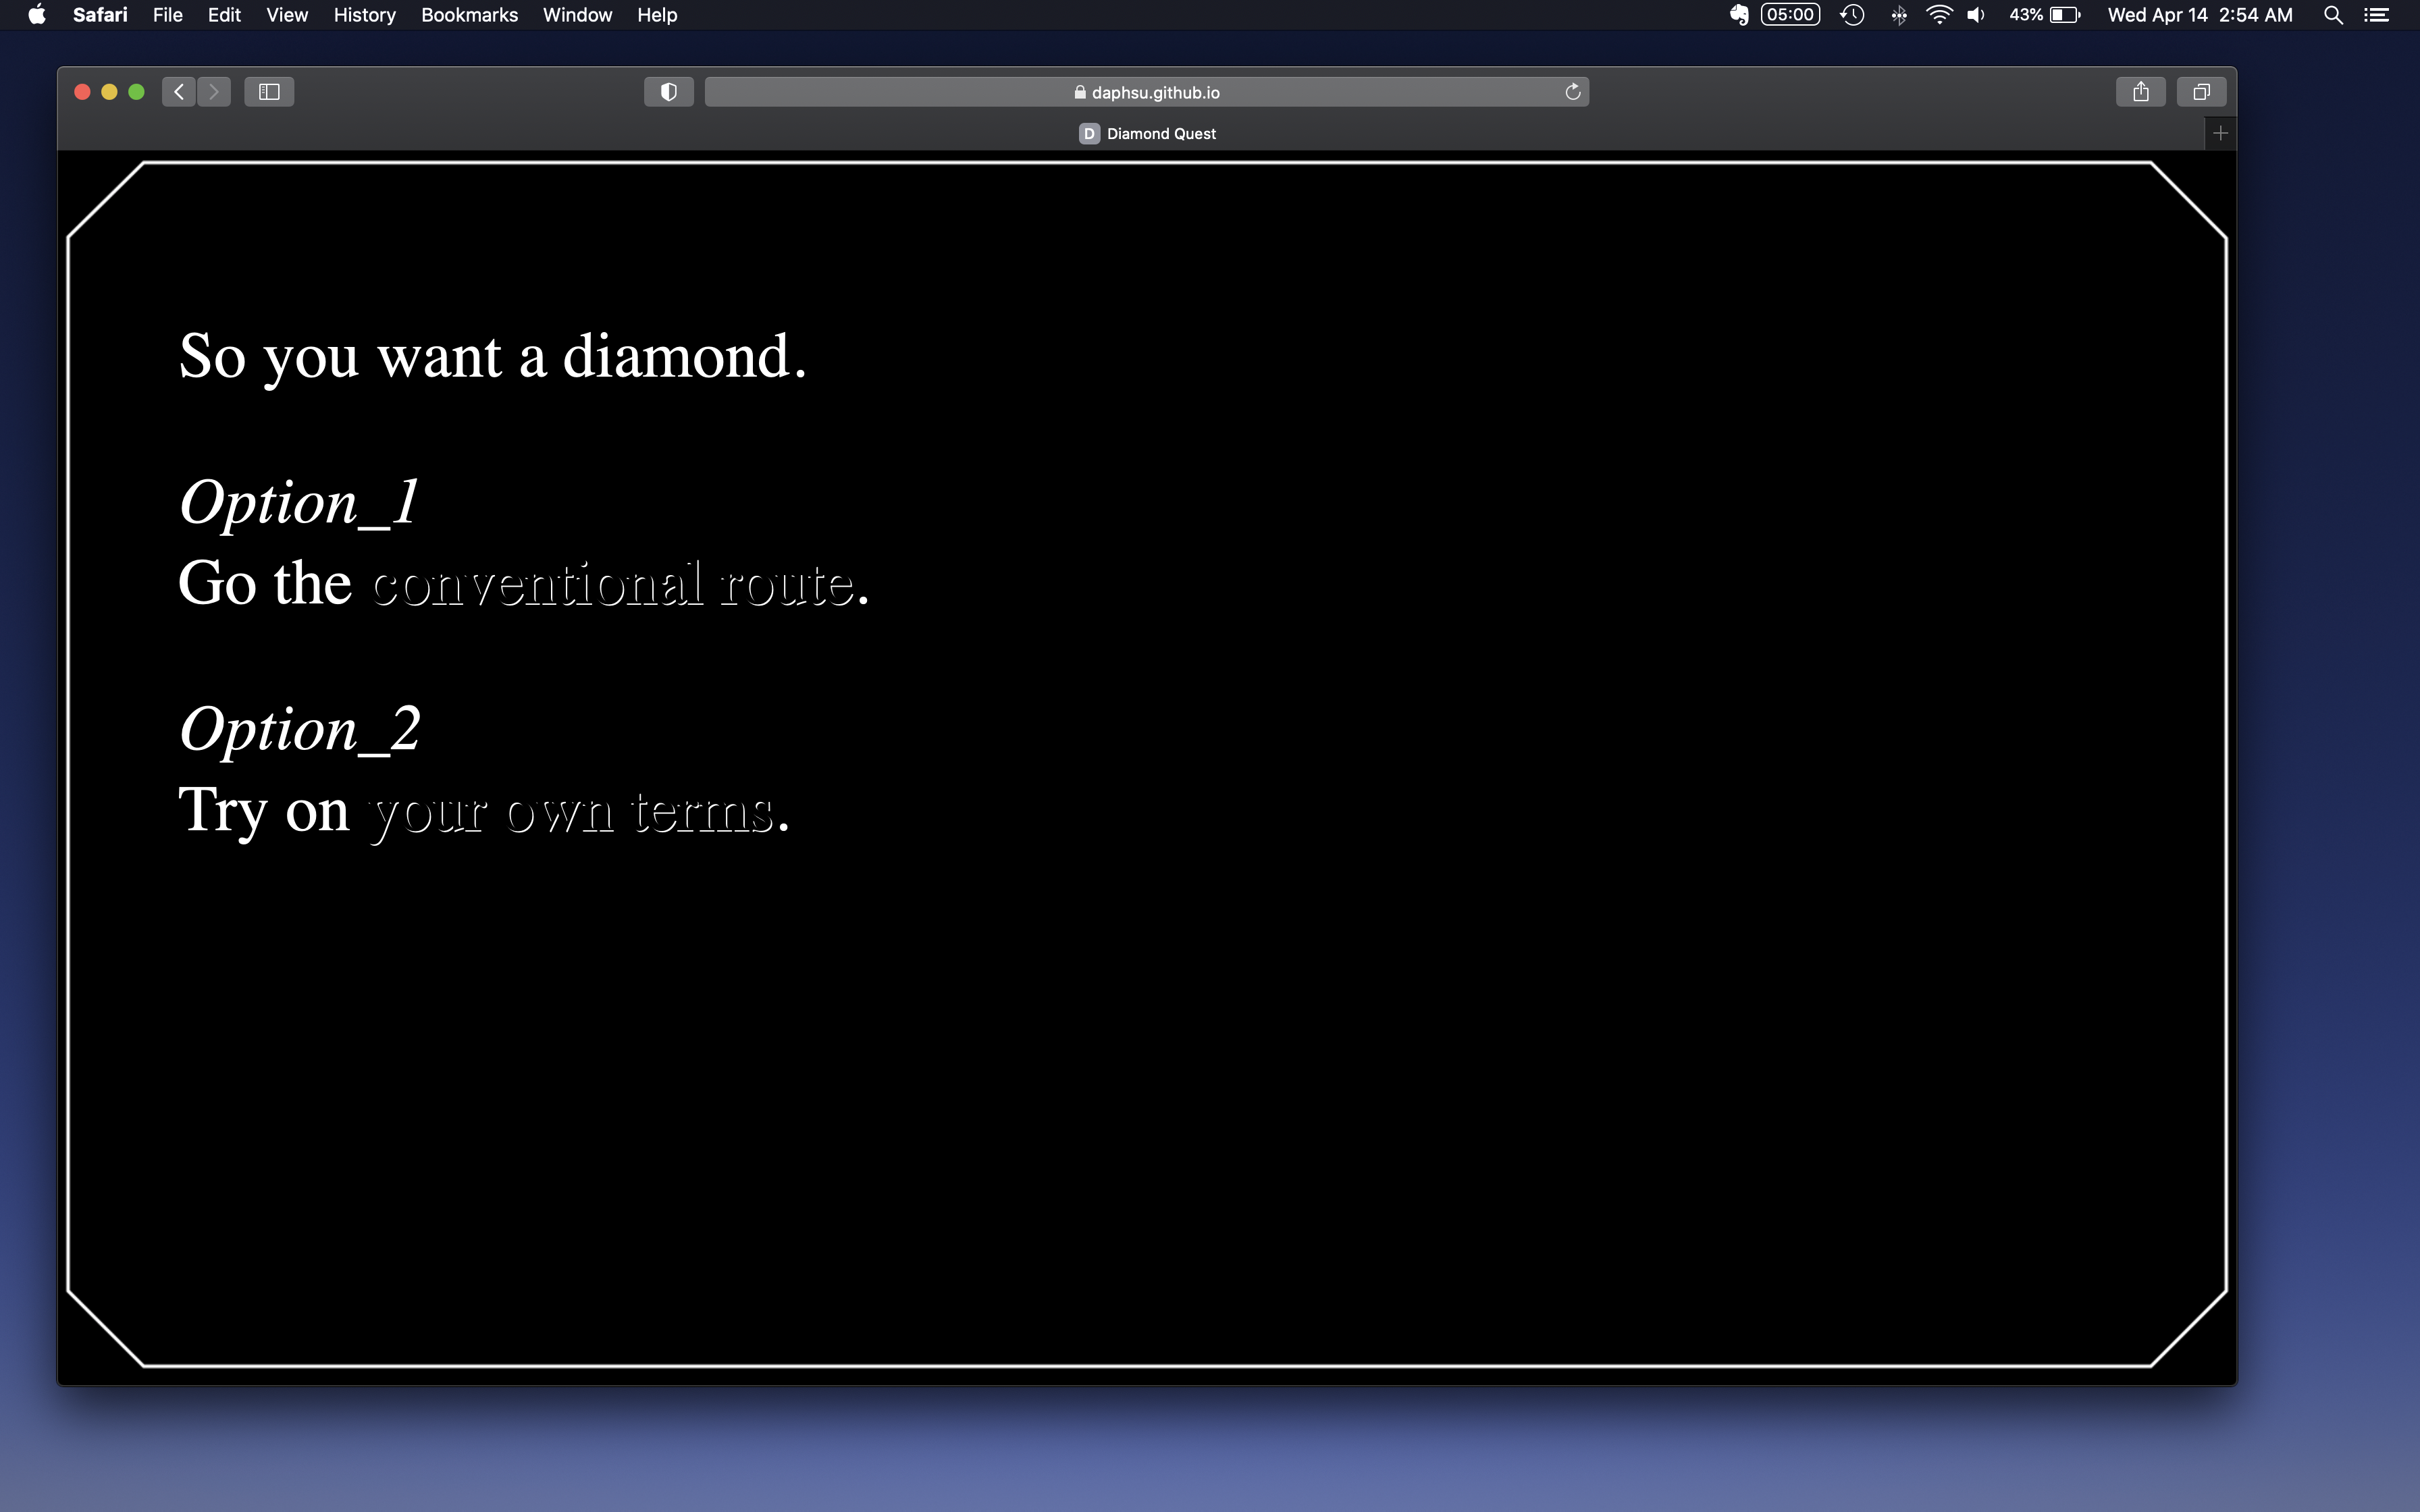 Safari File Edit View History Bookmarks Window Help 05:00 43% Wed Apr 14 2:54 AM
daphsu.github.io
D Diamond Quest
So you want a diamond.
Option_1
Go the conventional route.
Option_2
Try on your own terms.